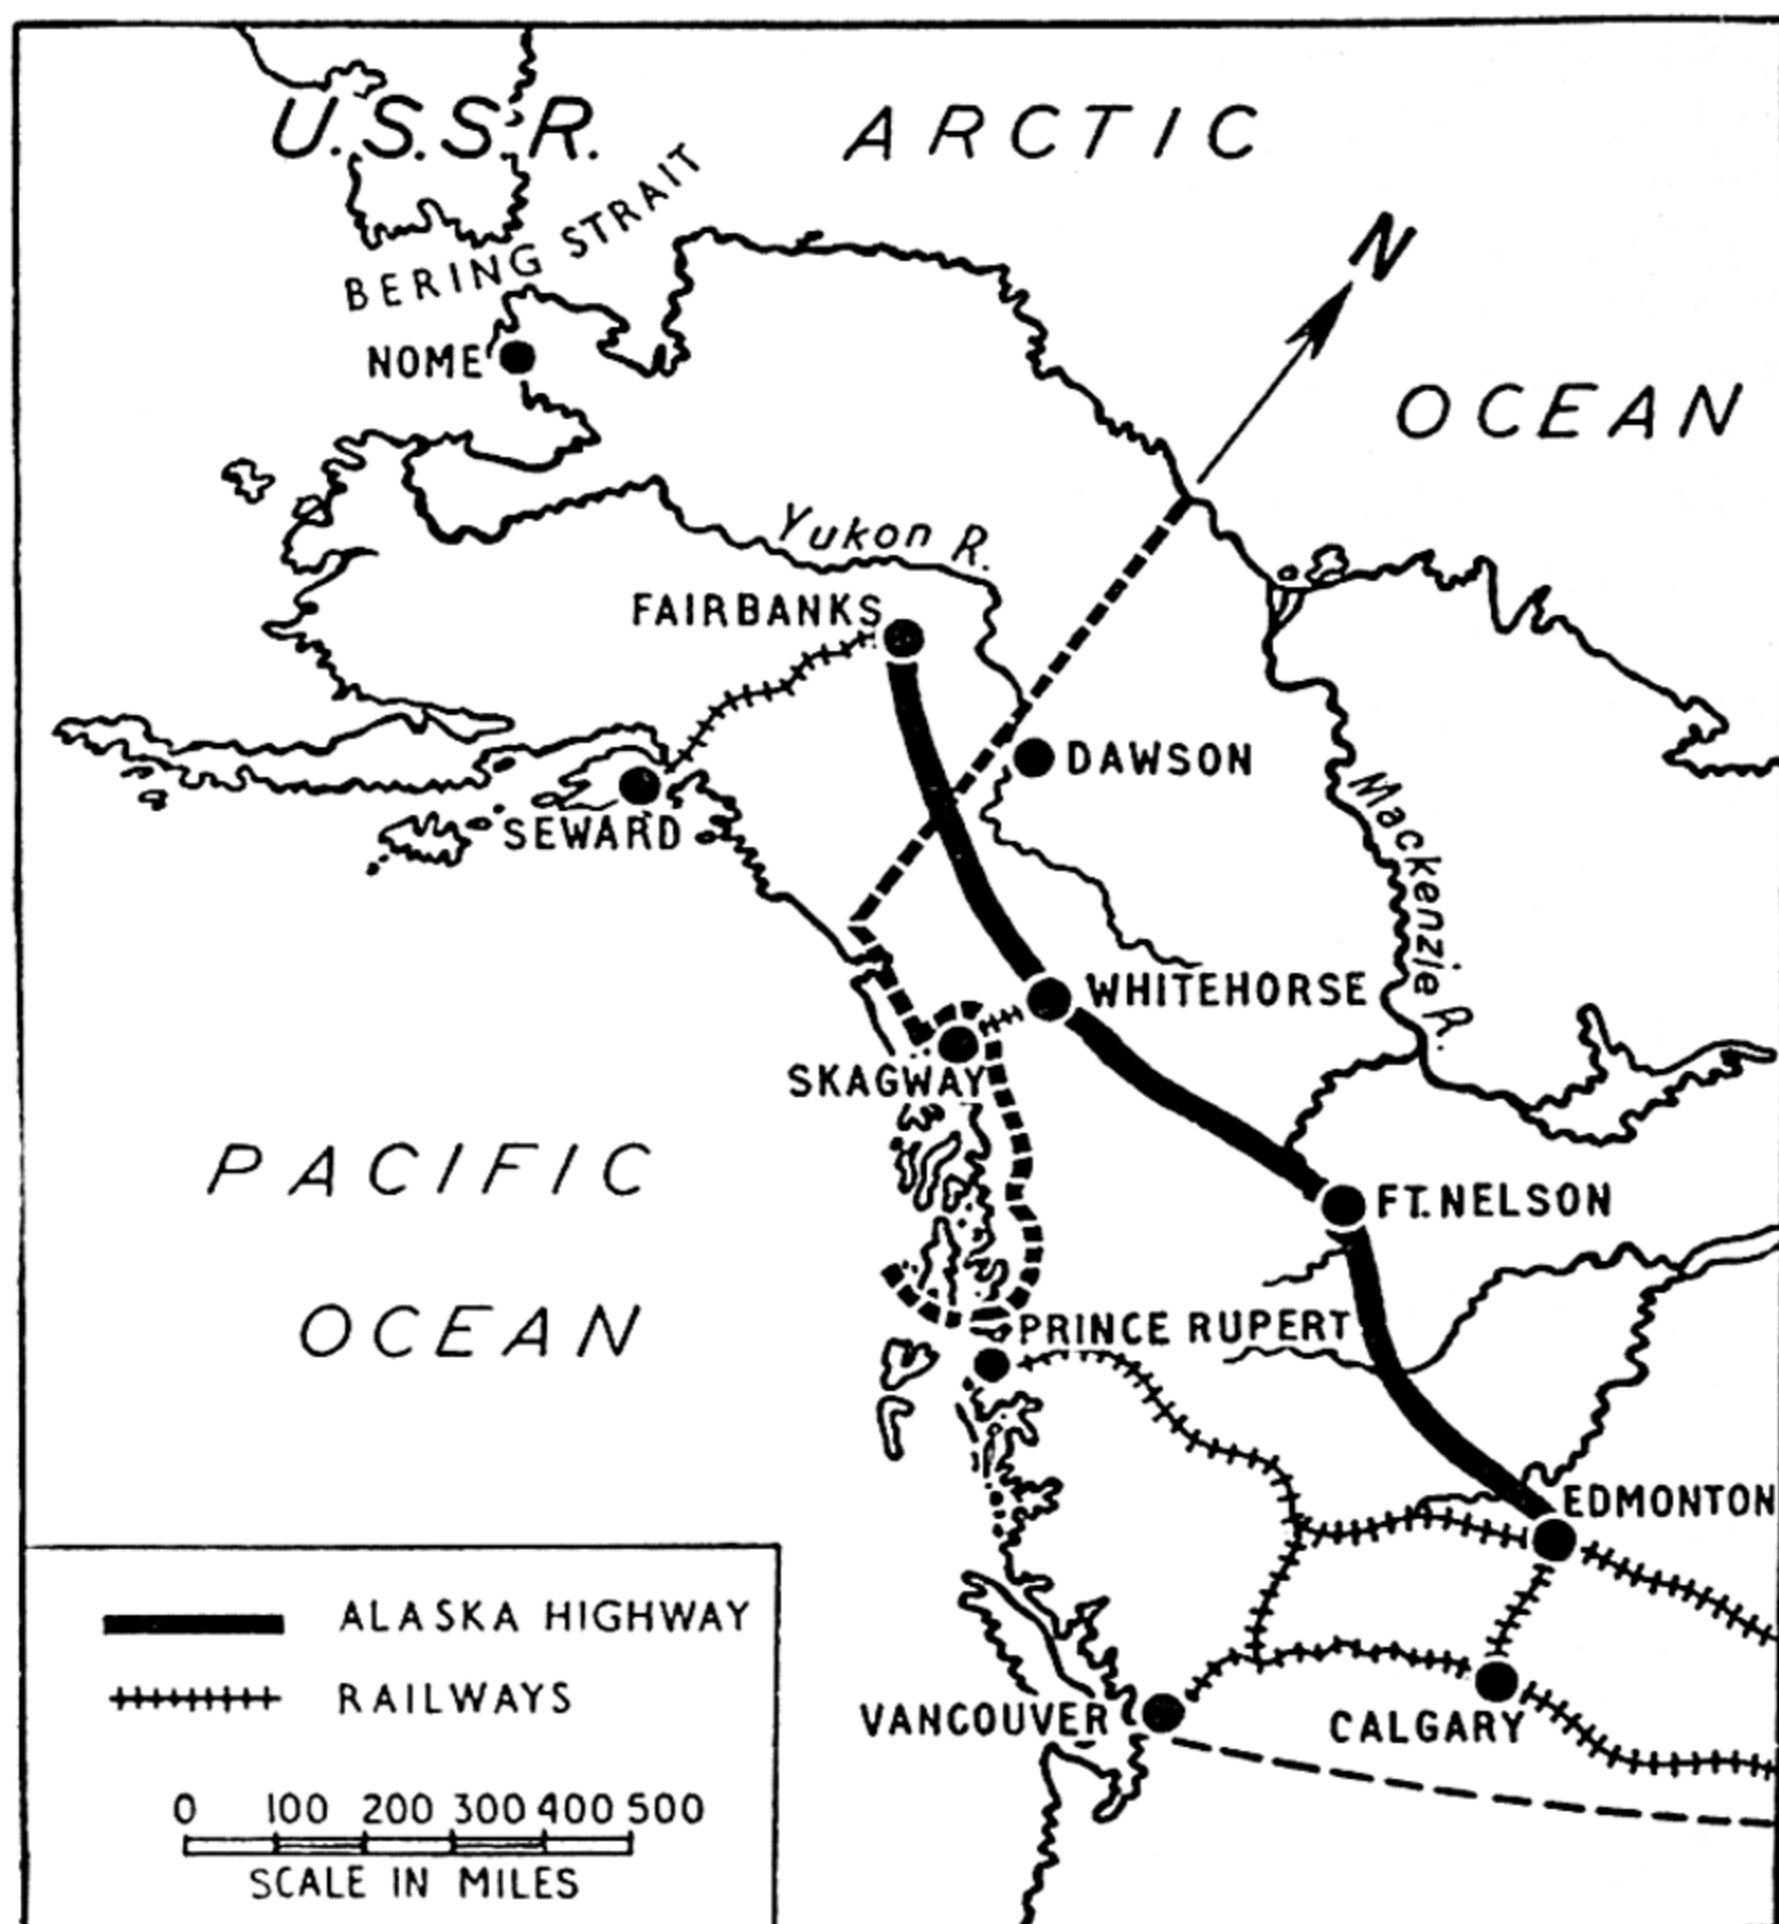 U.S.S.R.
ARCTIC
OCEAN
BERING STRAIT
N
NOME
Yukon R.
FAIRBANKS
DAWSON
SEWARD
Mackenzie R.
WHITEHORSE
SKAGWAY
PACIFIC
OCEAN
FT. NELSON
PRINCE RUPERT
EDMONTON
VANCOUVER
CALGARY
ALASKA HIGHWAY
RAILWAYS
0 100 200 300 400 500
SCALE IN MILES